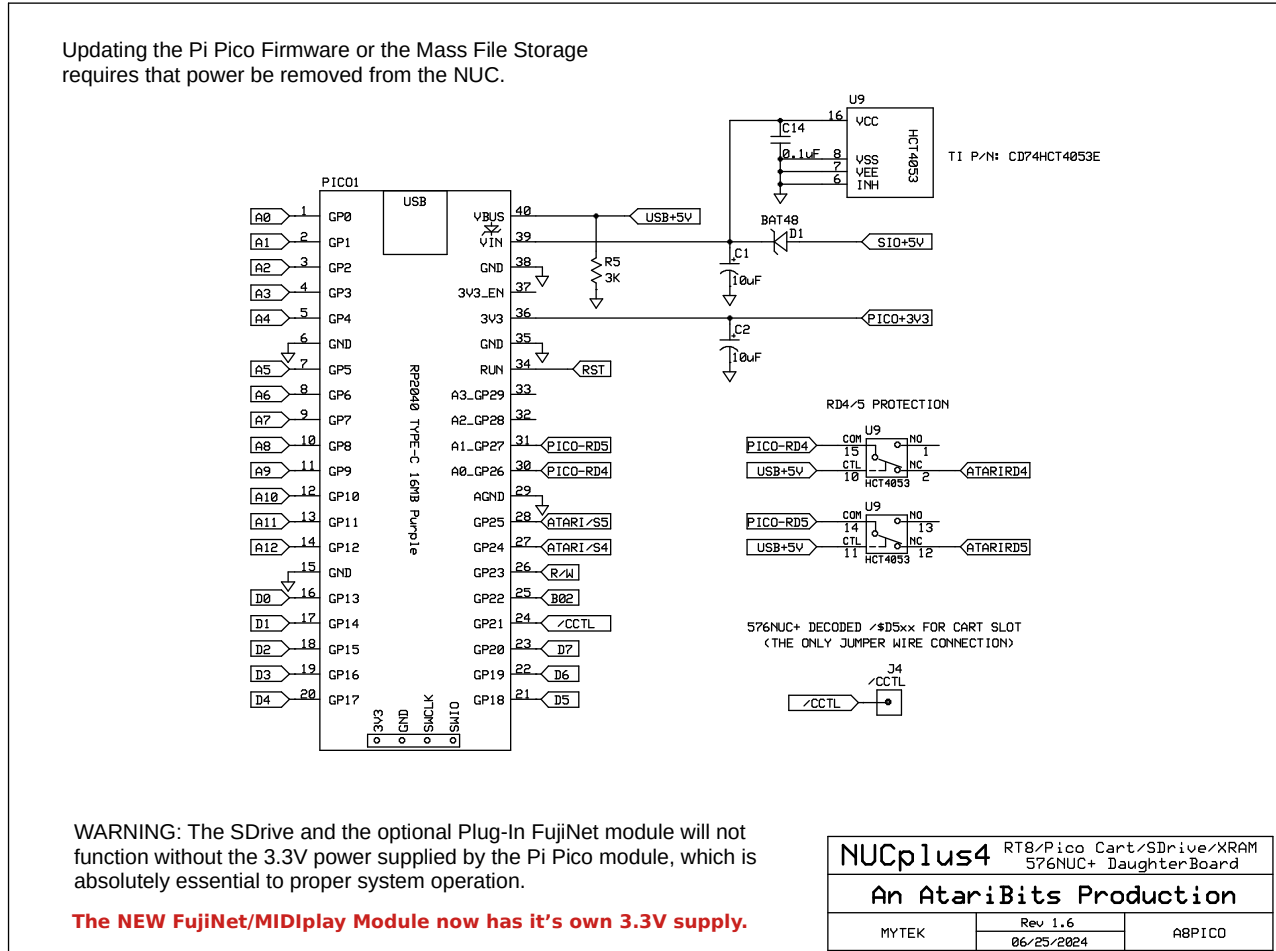 Updating the Pi Pico Firmware or the Mass File Storage
requires that power be removed from the NUC.
U9
16 VCC
C14
0.1uF
8 VSS
7 VEE
6 INH
HCT4053
TI P/N: CD74HCT4053E
PICO1
USB
A0 1 GP0
A1 2 GP1
A2 3 GP2
A3 4 GP3
A4 5 GP4
6 GND
A5 7 GP5
A6 8 GP6
A7 9 GP7
A8 10 GP8
A9 11 GP9
A10 12 GP10
A11 13 GP11
A12 14 GP12
15 GND
D0 16 GP13
D1 17 GP14
D2 18 GP15
D3 19 GP16
D4 20 GP17
RP2040 TYPE-C 16MB Purple
VBUS 40 USB+5V
VIN 39
GND 38
3V3_EN 37
3V3 36
GND 35
RUN 34 RST
A3_GP29 33
A2_GP28 32
A1_GP27 31 PICO-RD5
A0_GP26 30 PICO-RD4
AGND 29
GP25 28 ATARI/S5
GP24 27 ATARI/S4
GP23 26 R/W
GP22 25 B02
GP21 24 /CCTL
GP20 23 D7
GP19 22 D6
GP18 21 D5
3V3
GND
SWCLK
SWIO
R5
3K
BAT48
D1
SIO+5V
+C1
10uF
PICO+3V3
+C2
10uF
RD4/5 PROTECTION
U9
PICO-RD4 COM 15
NO 1
USB+5V CTL 10
NC 2 ATARIRD4
HCT4053
U9
PICO-RD5 COM 14
NO 13
USB+5V CTL 11
NC 12 ATARIRD5
HCT4053
576NUC+ DECODED /$D5xx FOR CART SLOT
(THE ONLY JUMPER WIRE CONNECTION)
J4
/CCTL
/CCTL
WARNING: The SDrive and the optional Plug-In FujiNet module will not
function without the 3.3V power supplied by the Pi Pico module, which is
absolutely essential to proper system operation.
The NEW FujiNet/MIDIplay Module now has it's own 3.3V supply.
NUCplus4 RT8/Pico Cart/SDrive/XRAM
576NUC+ DaughterBoard
An AtariBits Production
MYTEK
Rev 1.6
06/25/2024
A8PICO